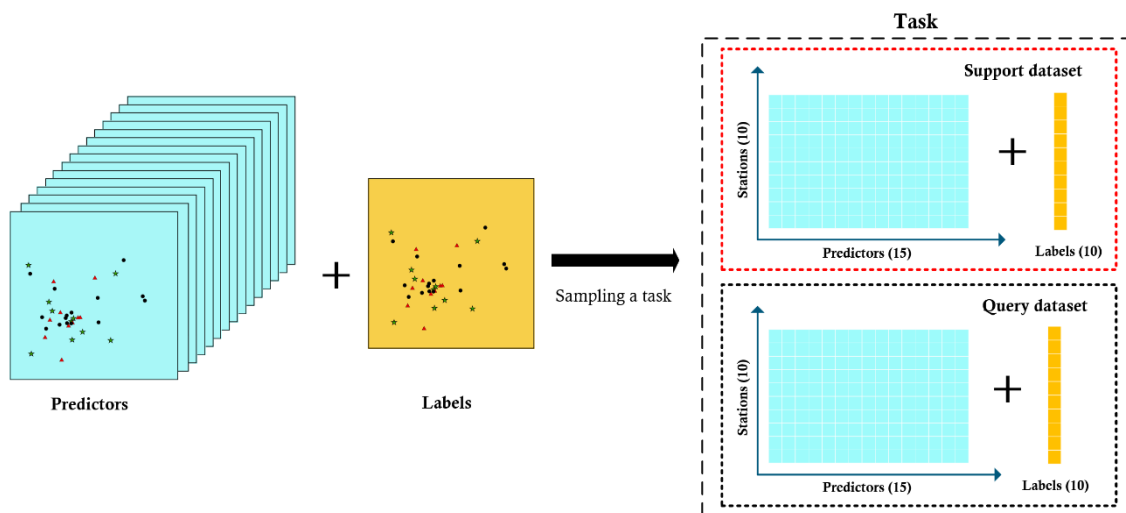 Task
Support dataset
Stations (10)
Predictors (15)
Labels (10)
Sampling a task
Predictors
Labels
Query dataset
Stations (10)
Predictors (15)
Labels (10)